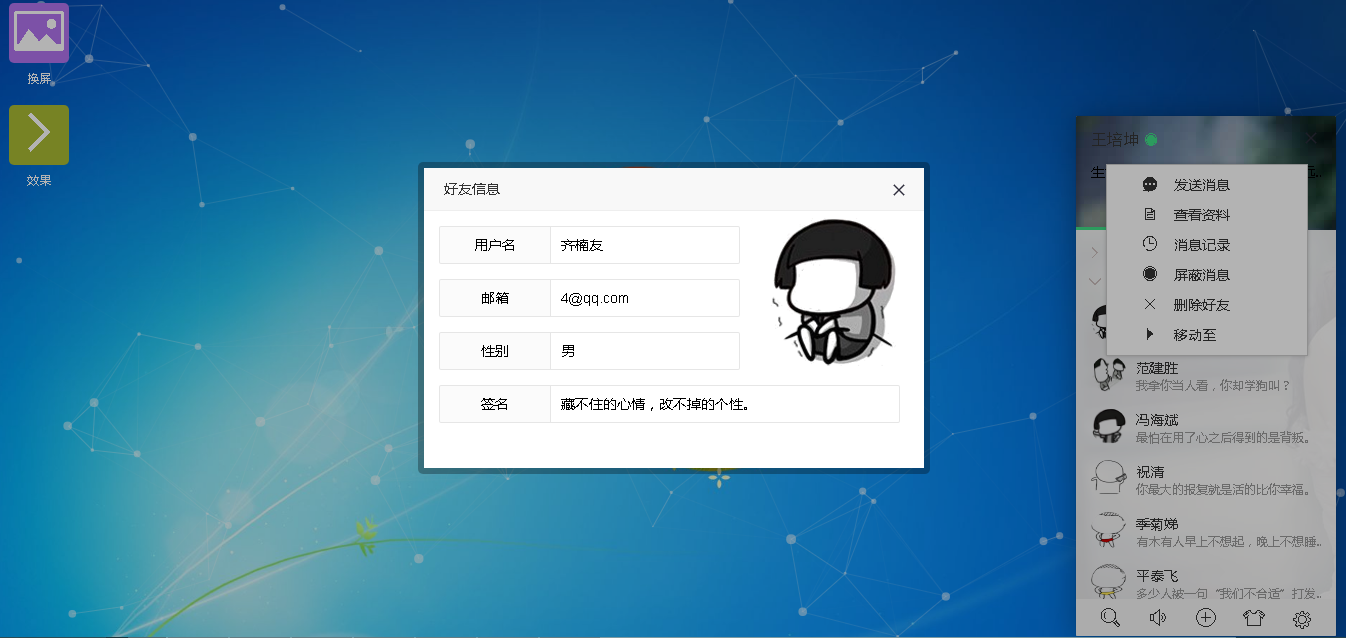 换屏
效果
好友信息
用户名 齐楠友
邮箱 4@qq.com
性别 男
签名 藏不住的心情，改不掉的个性。
王培坤
生
远..
发送消息
查看资料
消息记录
屏蔽消息
删除好友
移动至
范建胜
我拿你当人看，你却学狗叫？
冯海斌
最怕在用了心之后得到的是背叛。
祝清
你最大的报复就是活的比你幸福。
季菊娣
有木有人早上不想起，晚上不想睡..
平泰飞
多少人被一句“我们不合适”打发..